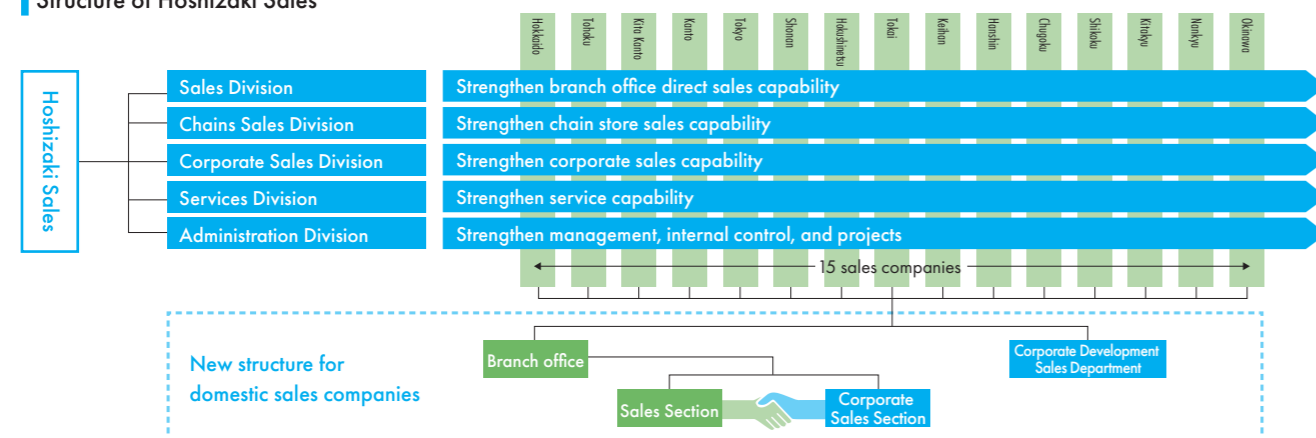 Structure of Hoshizaki Sales
Hokkaido
Tohoku
Kita Kanto
Kanto
Tokyo
Shonan
Hokushinetsu
Tokai
Keihan
Hanshin
Chugoku
Shikoku
Kitakyu
Nankyu
Okinawa
Hoshizaki Sales
Sales Division
Strengthen branch office direct sales capability
Chains Sales Division
Strengthen chain store sales capability
Corporate Sales Division
Strengthen corporate sales capability
Services Division
Strengthen service capability
Administration Division
Strengthen management, internal control, and projects
15 sales companies
New structure for
domestic sales companies
Branch office
Corporate Development
Sales Department
Sales Section
Corporate
Sales Section